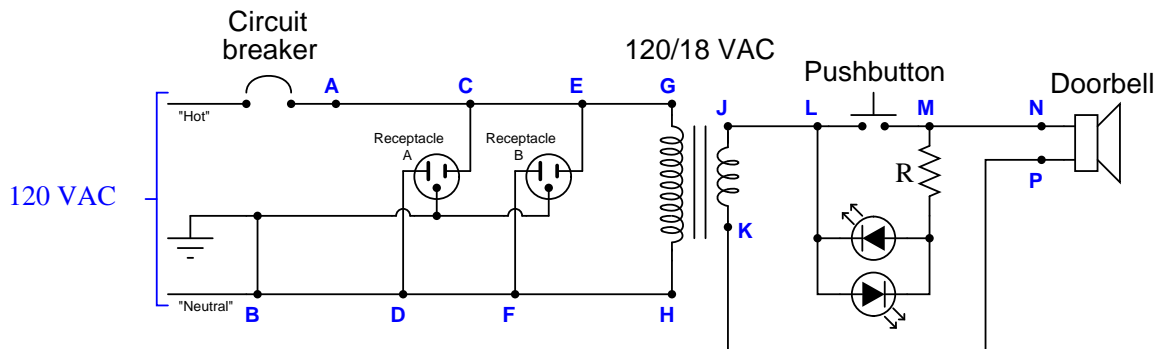 Circuit
breaker
120/18 VAC
Pushbutton
Doorbell
A
C
E
G
J
L
M
N
"Hot"
Receptacle
A
Receptacle
B
R
P
120 VAC
K
"Neutral"
B
D
F
H